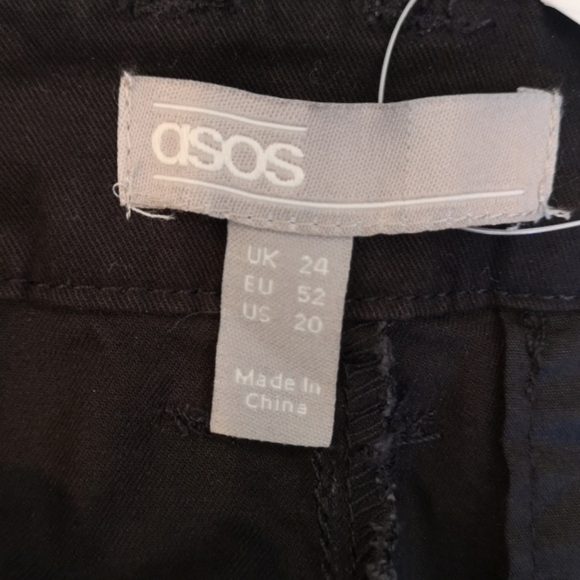 asos
UK 24
EU 52
US 20
Made In
China